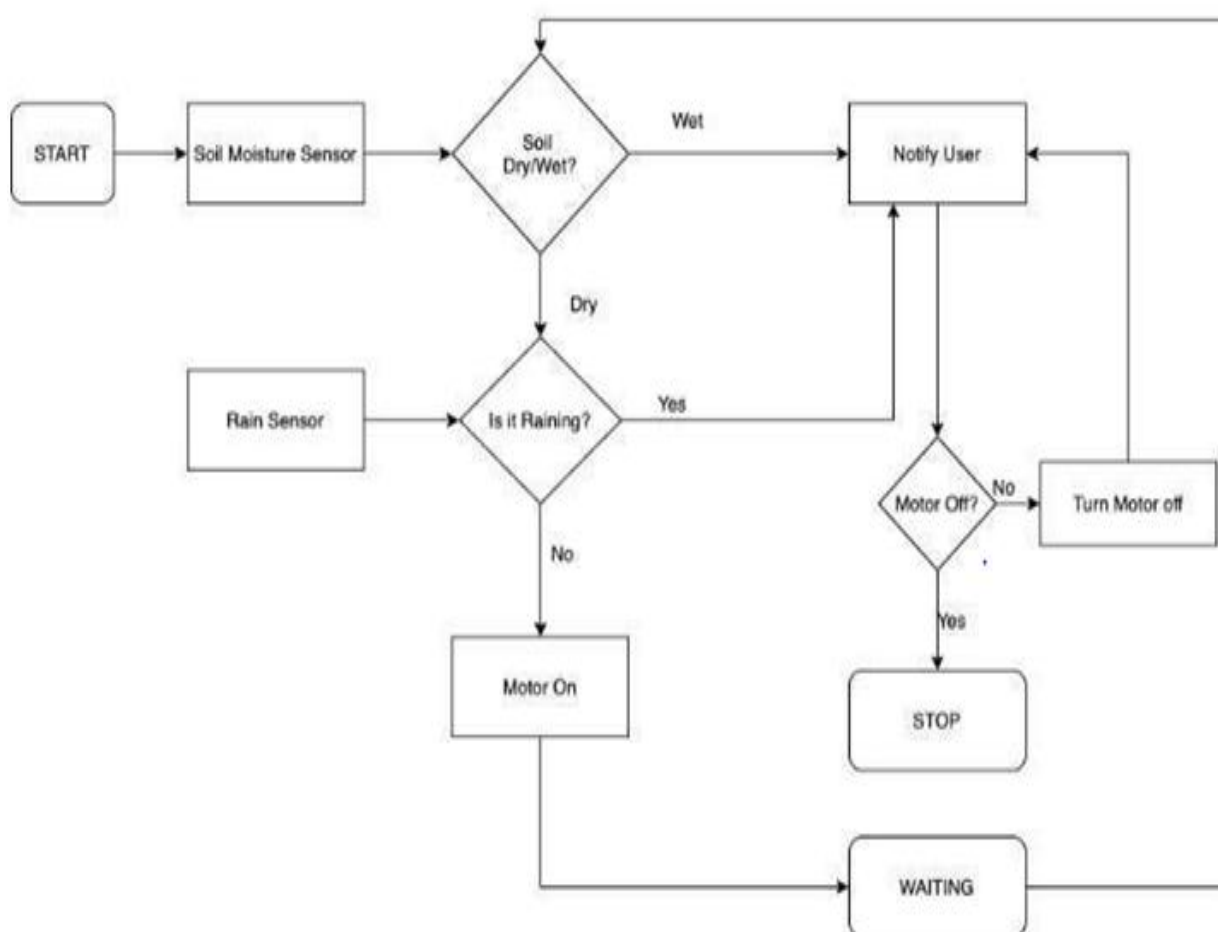 START
Soil Moisture Sensor
Soil
Dry/Wet?
Wet
Notify User
Dry
Rain Sensor
Is it Raining?
Yes
Motor Off?
No
Turn Motor off
No
Yes
Motor On
STOP
WAITING